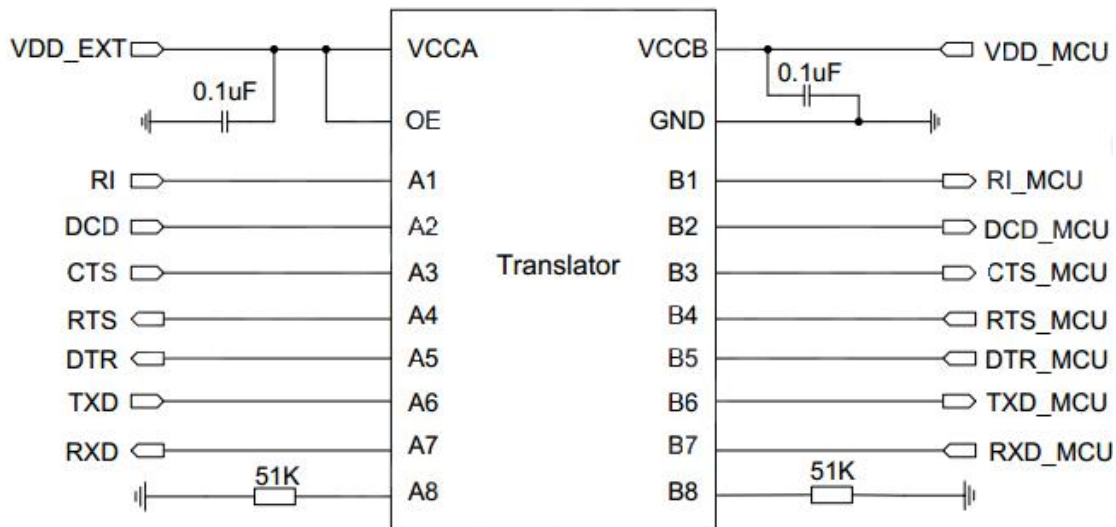 VDD_EXT VCCA VCCB VDD_MCU
0.1uF 0.1uF
OE GND
RI A1 B1 RI_MCU
DCD A2 B2 DCD_MCU
CTS A3 Translator B3 CTS_MCU
RTS A4 B4 RTS_MCU
DTR A5 B5 DTR_MCU
TXD A6 B6 TXD_MCU
RXD A7 B7 RXD_MCU
51K 51K
A8 B8